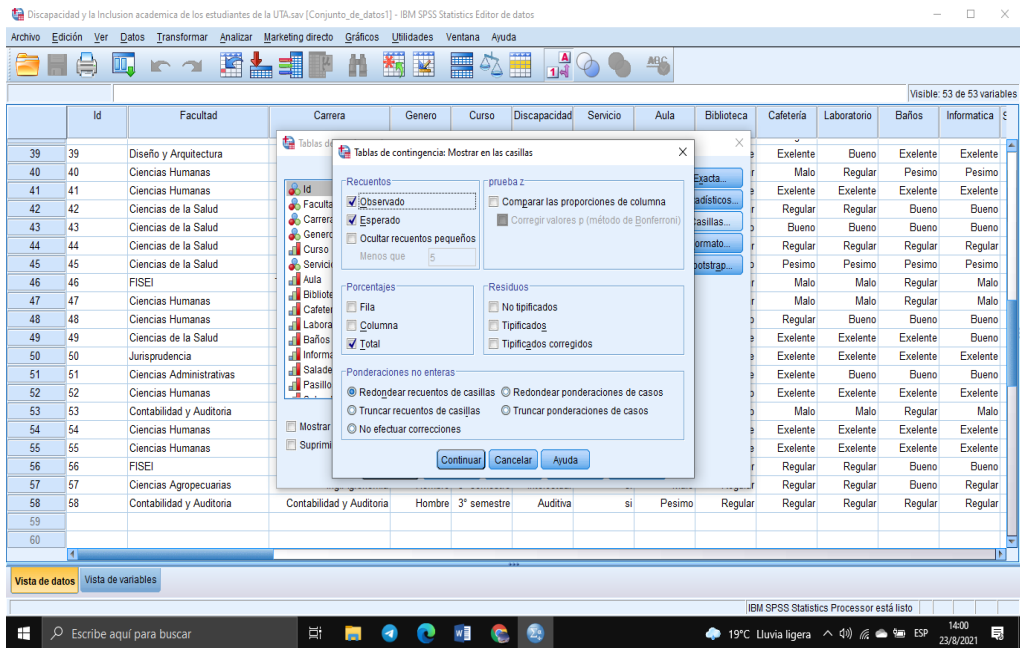 Discapacidad y la Inclusion academica de los estudiantes de la UTA.sav [Conjunto_de_datos1] - IBM SPSS Statistics Editor de datos
Archivo Edición Ver Datos Transformar Analizar Marketing directo Gráficos Utilidades Ventana Ayuda
Visible: 53 de 53 variables
Id Facultad Carrera Genero Curso Discapacidad Servicio Aula Biblioteca Cafetería Laboratorio Baños Informatica
39 39 Diseño y Arquitectura Exelente Bueno Exelente Exelente
40 40 Ciencias Humanas Malo Regular Pesimo Pesimo
41 41 Ciencias Humanas Exelente Exelente Exelente Exelente
42 42 Ciencias de la Salud Regular Regular Bueno Bueno
43 43 Ciencias de la Salud Bueno Bueno Bueno Bueno
44 44 Ciencias de la Salud Regular Regular Regular Regular
45 45 Ciencias de la Salud Pesimo Pesimo Pesimo Pesimo
46 46 FISEI Malo Malo Regular Malo
47 47 Ciencias Humanas Malo Malo Regular Malo
48 48 Ciencias Humanas Regular Bueno Bueno Bueno
49 49 Ciencias de la Salud Exelente Exelente Exelente Exelente
50 50 Jurisprudencia Exelente Exelente Exelente Exelente
51 51 Ciencias Administrativas Exelente Exelente Bueno Bueno
52 52 Ciencias Humanas Exelente Exelente Exelente Exelente
53 53 Contabilidad y Auditoria Malo Malo Regular Malo
54 54 Ciencias Humanas Exelente Exelente Exelente Exelente
55 55 Ciencias Humanas Exelente Exelente Exelente Exelente
56 56 FISEI Regular Regular Bueno Bueno
57 57 Ciencias Agropecuarias Regular Regular Bueno Regular
58 58 Contabilidad y Auditoria Contabilidad y Auditoria Hombre 3° semestre Auditiva si Pesimo Regular Regular Regular Regular Regular
59
60
Tablas de
Id
Faculta
Carrera
Genero
Curso
Servici
Aula
Bibliote
Cafeter
Labora
Baños
Informa
Salade
Pasillo
Mostrar
Suprimi
Exacta...
adísticos...
Casillas...
ormato...
ootstrap...
Tablas de contingencia: Mostrar en las casillas
Recuentos
Observado
Esperado
Ocultar recuentos pequeños
Menos que 5
prueba z
Comparar las proporciones de columna
Corregir valores p (método de Bonferroni)
Porcentajes
Fila
Columna
Total
Residuos
No tipificados
Tipificados
Tipificados corregidos
Ponderaciones no enteras
Redondear recuentos de casillas Redondear ponderaciones de casos
Truncar recuentos de casillas Truncar ponderaciones de casos
No efectuar correcciones
Continuar Cancelar Ayuda
Vista de datos Vista de variables
IBM SPSS Statistics Processor está listo
Escribe aquí para buscar
19°C Lluvia ligera
ESP
14:00
23/8/2021